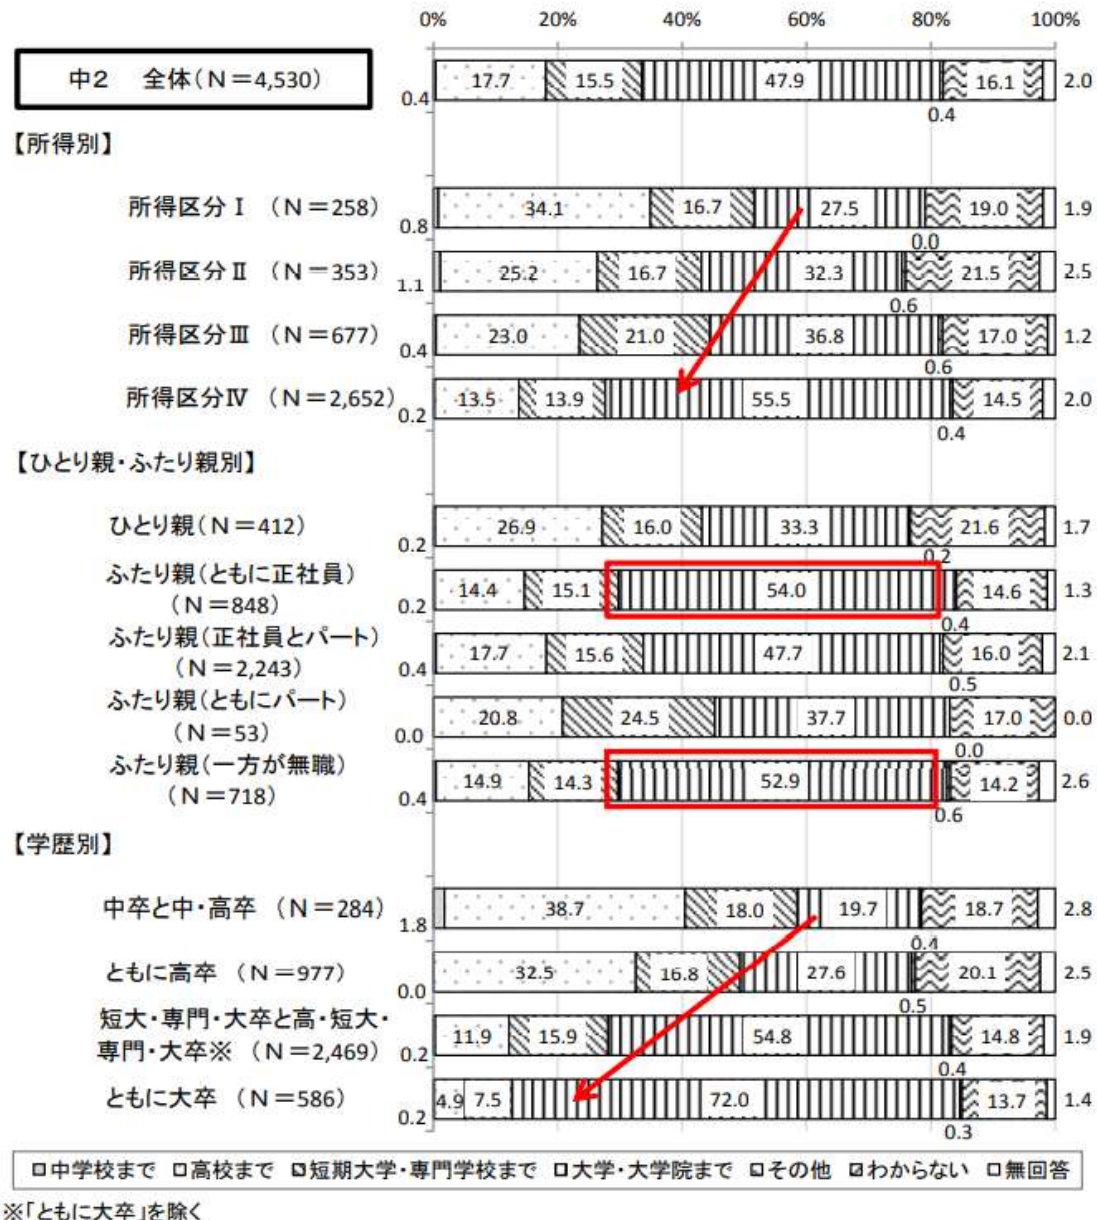 0% 20% 40% 60% 80% 100%
中2 全体(N=4,530)
0.4 17.7 15.5 47.9 0.4 16.1 2.0
【所得別】
所得区分Ⅰ (N=258)
0.8 34.1 16.7 27.5 0.0 19.0 1.9
所得区分Ⅱ (N=353)
1.1 25.2 16.7 32.3 0.6 21.5 2.5
所得区分Ⅲ (N=677)
0.4 23.0 21.0 36.8 0.6 17.0 1.2
所得区分Ⅳ (N=2,652)
0.2 13.5 13.9 55.5 0.4 14.5 2.0
【ひとり親・ふたり親別】
ひとり親(N=412)
0.2 26.9 16.0 33.3 0.2 21.6 1.7
ふたり親(ともに正社員)
(N=848)
0.2 14.4 15.1 54.0 0.4 14.6 1.3
ふたり親(正社員とパート)
(N=2,243)
0.4 17.7 15.6 47.7 0.5 16.0 2.1
ふたり親(ともにパート)
(N=53)
0.0 20.8 24.5 37.7 0.0 17.0 0.0
ふたり親(一方が無職)
(N=718)
0.4 14.9 14.3 52.9 0.6 14.2 2.6
【学歴別】
中卒と中・高卒 (N=284)
1.8 38.7 18.0 19.7 0.4 18.7 2.8
ともに高卒 (N=977)
0.0 32.5 16.8 27.6 0.5 20.1 2.5
短大・専門・大卒と高・短大・
専門・大卒※ (N=2,469)
0.2 11.9 15.9 54.8 0.4 14.8 1.9
ともに大卒 (N=586)
0.2 4.9 7.5 72.0 0.3 13.7 1.4
中学校まで 高校まで 短期大学・専門学校まで 大学・大学院まで その他 わからない 無回答
※「ともに大卒」を除く